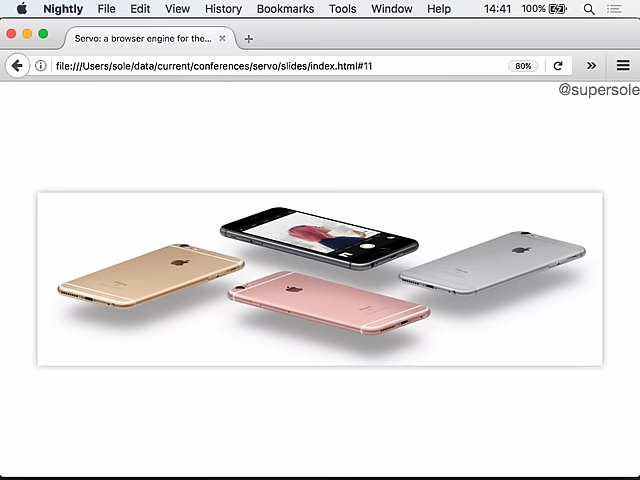 Nightly File Edit View History Bookmarks Tools Window Help 14:41 100%
Servo: a browser engine for the...
file:///Users/sole/data/current/conferences/servo/slides/index.html#11 80%
@supersole